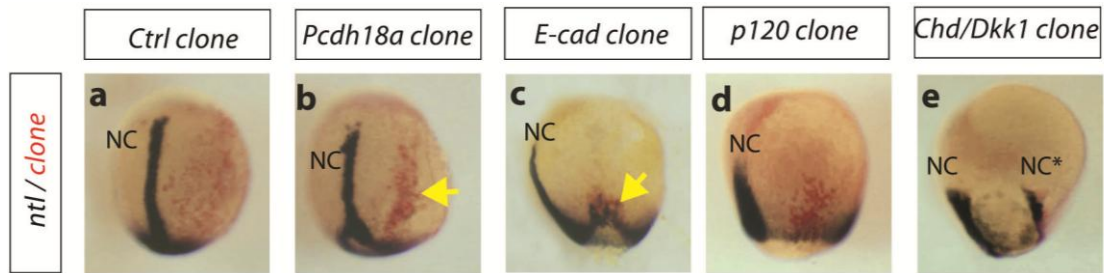 Ctrl clone
Pcdh18a clone
E-cad clone
p120 clone
Chd/Dkk1 clone
ntl / clone
a
NC
b
NC
c
NC
d
NC
e
NC
NC*